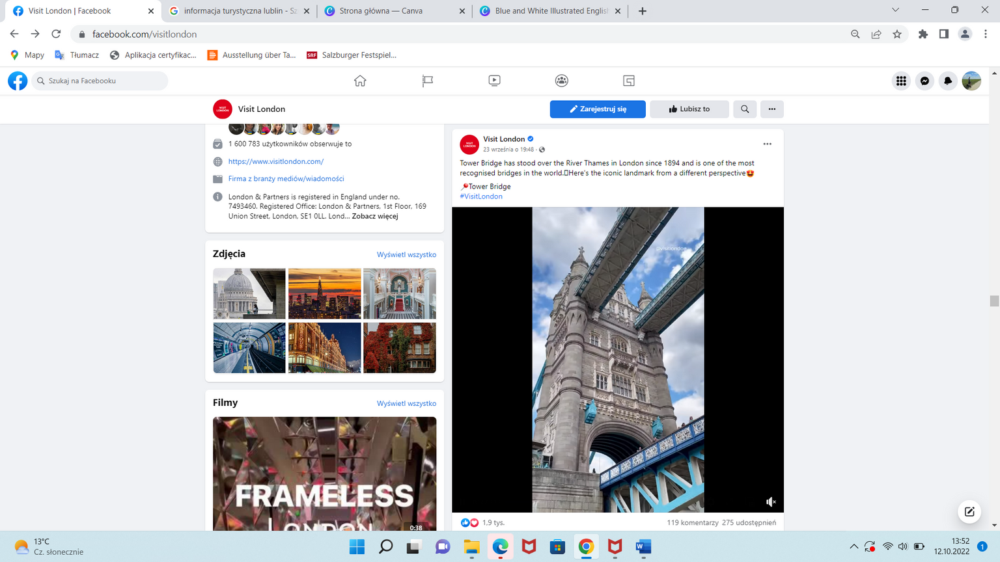 Visit London | Facebook
informacja turystyczna lublin - Sz
Strona główna — Canva
Blue and White Illustrated English
facebook.com/visitlondon
Mapy
Tłumacz
Aplikacja certyfikac...
Ausstellung über Ta...
SRF
Salzburger Festspiel...
Szukaj na Facebooku
VISIT LONDON
Visit London
Zarejestruj się
Lubisz to
1 600 783 użytkowników obserwuje to
https://www.visitlondon.com/
Firma z branży mediów/wiadomości
London & Partners is registered in England under no.
7493460. Registered Office: London & Partners, 1st Floor, 169
Union Street, London, SE1 0LL. Lond... Zobacz więcej
Zdjęcia
Wyświetl wszystko
Filmy
Wyświetl wszystko
FRAMELESS
LONDON
0:38
VISIT LONDON
Visit London
23 września o 19:48 ·
Tower Bridge has stood over the River Thames in London since 1894 and is one of the most
recognised bridges in the world.Here's the iconic landmark from a different perspective🤩
📍Tower Bridge
#VisitLondon
@visitlondon
1,9 tys.
119 komentarzy 275 udostępnień
13°C
Cz. słonecznie
13:52
12.10.2022
1